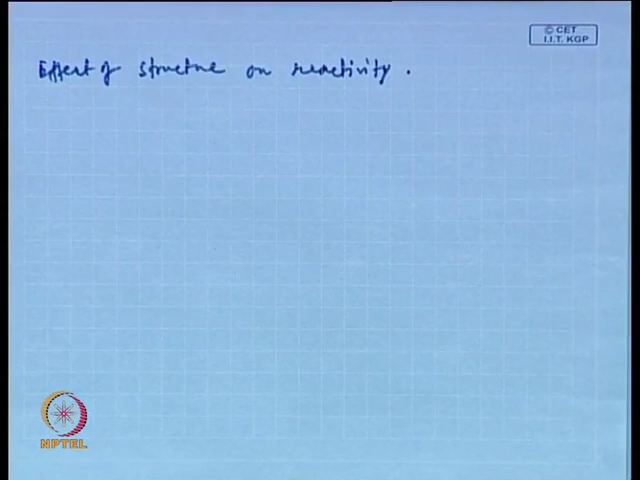 © CET
I.I.T. KGP
Effect of structure on reactivity.
NPTEL